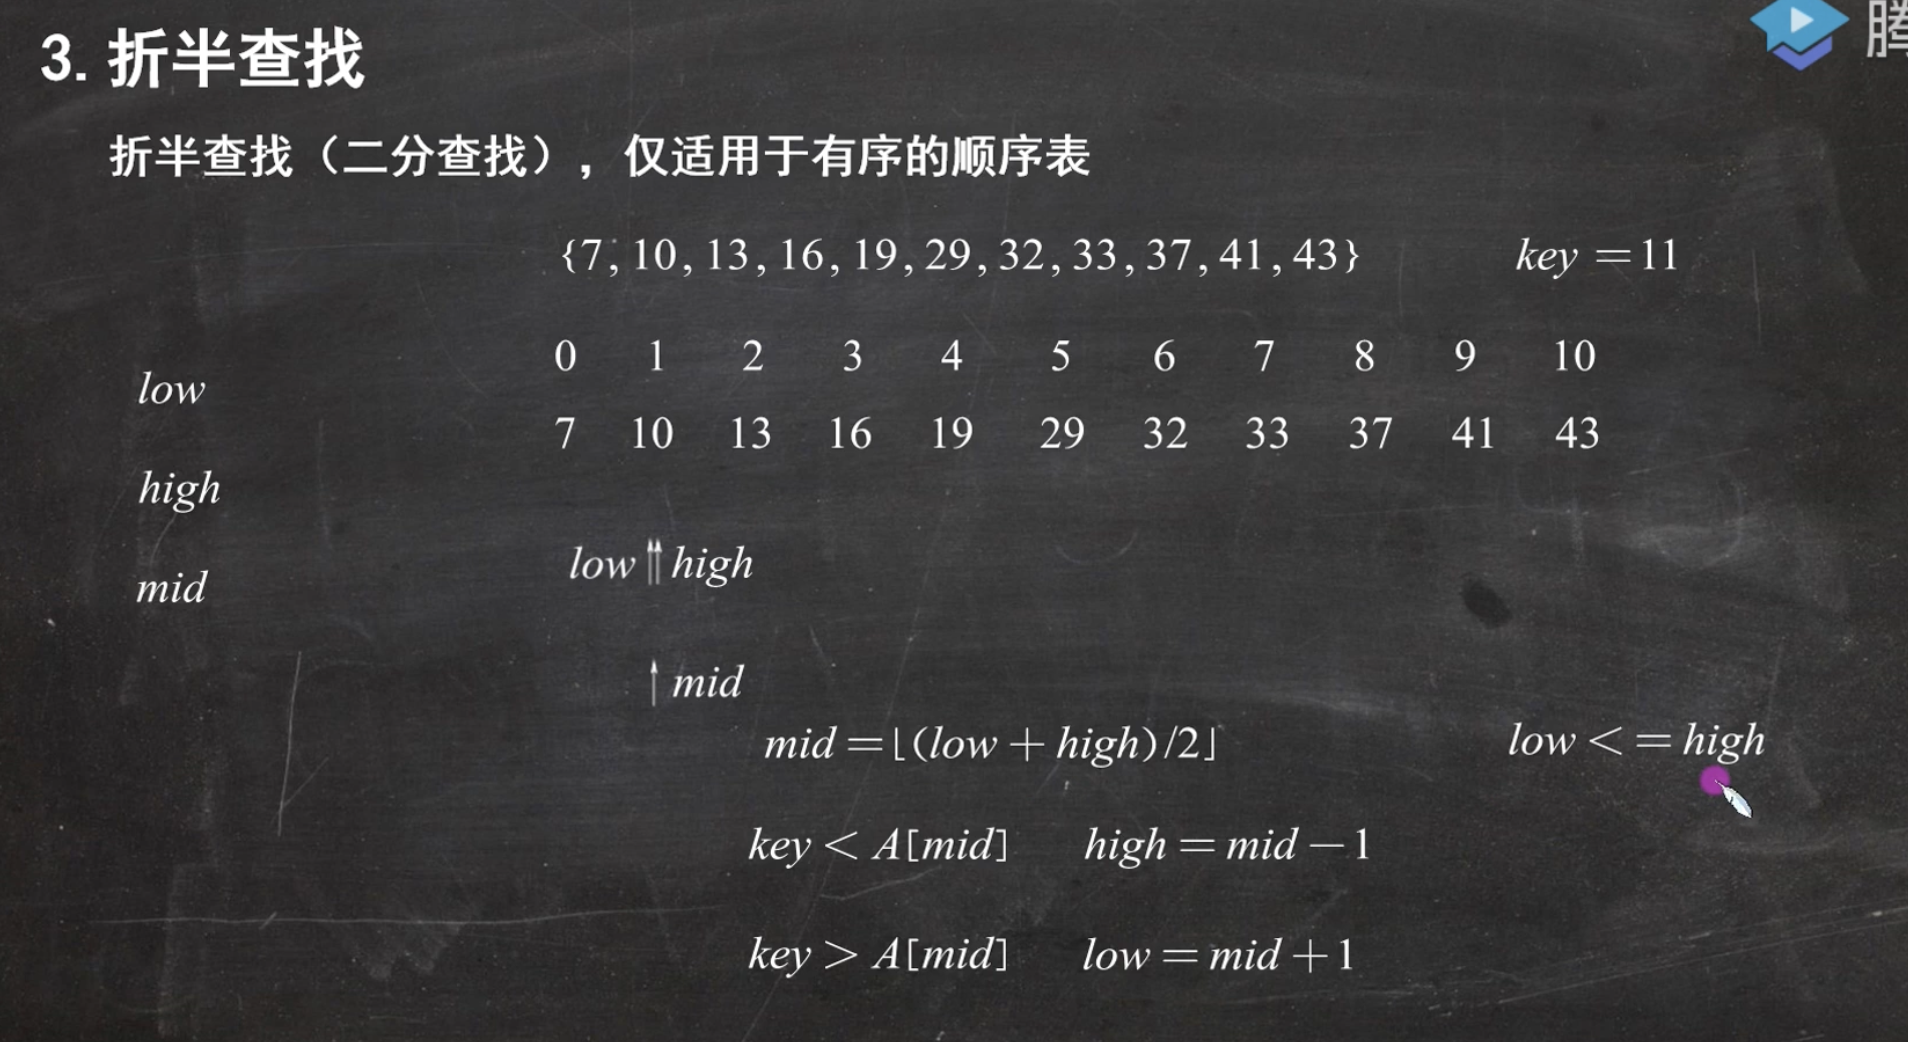 3. 折半查找
折半查找（二分查找），仅适用于有序的顺序表
{7, 10, 13, 16, 19, 29, 32, 33, 37, 41, 43} key = 11
0 1 2 3 4 5 6 7 8 9 10
low
7 10 13 16 19 29 32 33 37 41 43
high
low ⇈ high
mid
↑ mid
mid = ⌊(low + high)/2⌋ low <= high
key < A[mid] high = mid − 1
key > A[mid] low = mid + 1